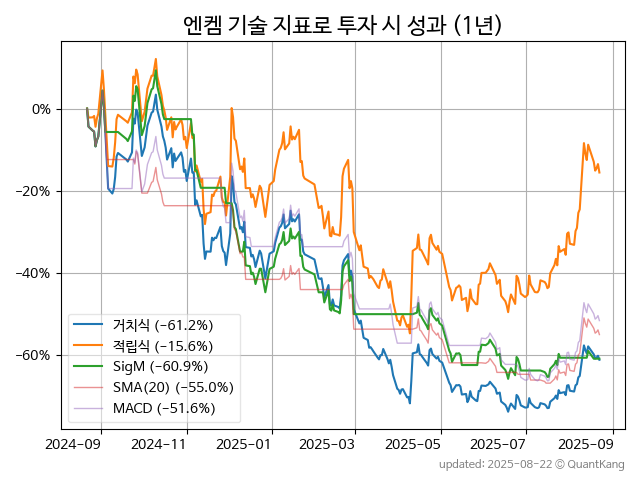 엔켐 기술 지표로 투자 시 성과 (1년)
0%
−20%
−40%
−60%
거치식 (−61.2%)
적립식 (−15.6%)
SigM (−60.9%)
SMA(20) (−55.0%)
MACD (−51.6%)
2024−09 2024−11 2025−01 2025−03 2025−05 2025−07 2025−09
updated: 2025-08-22 © QuantKang